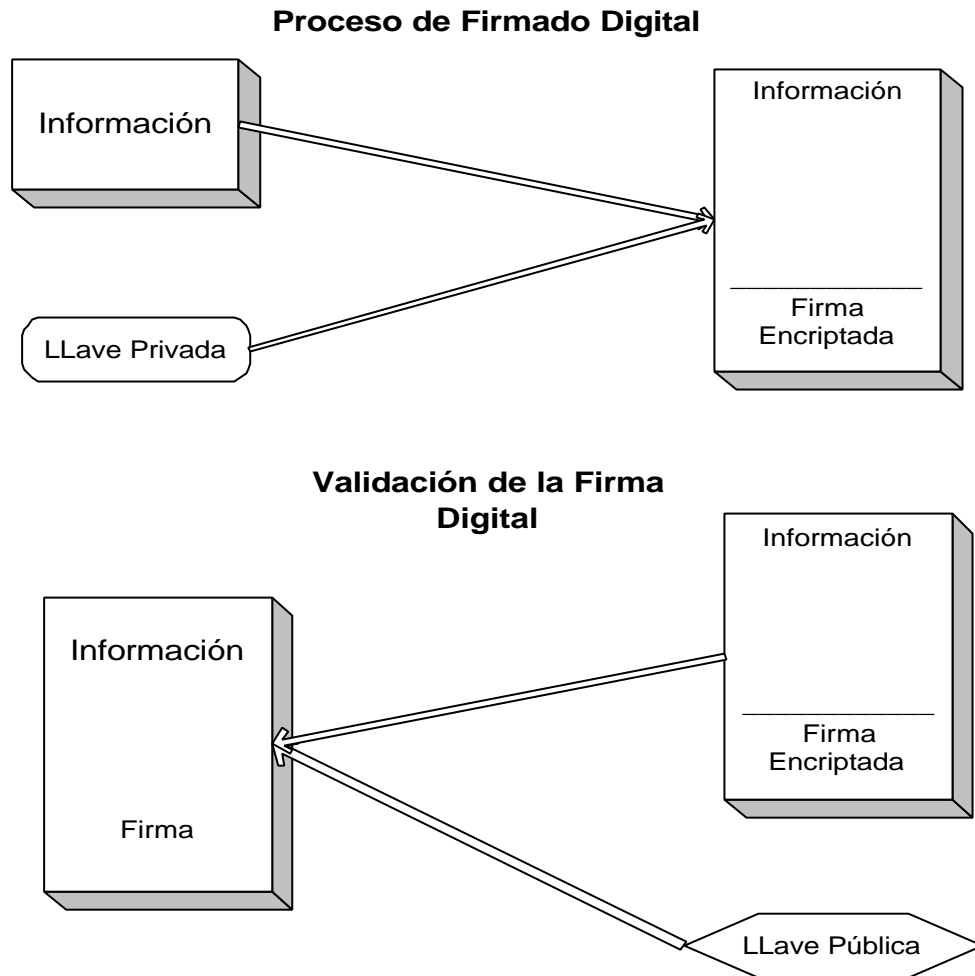 Proceso de Firmado Digital
Información
Información
LLave Privada
Firma
Encriptada
Validación de la Firma
Digital
Información
Información
Firma
Encriptada
Firma
LLave Pública